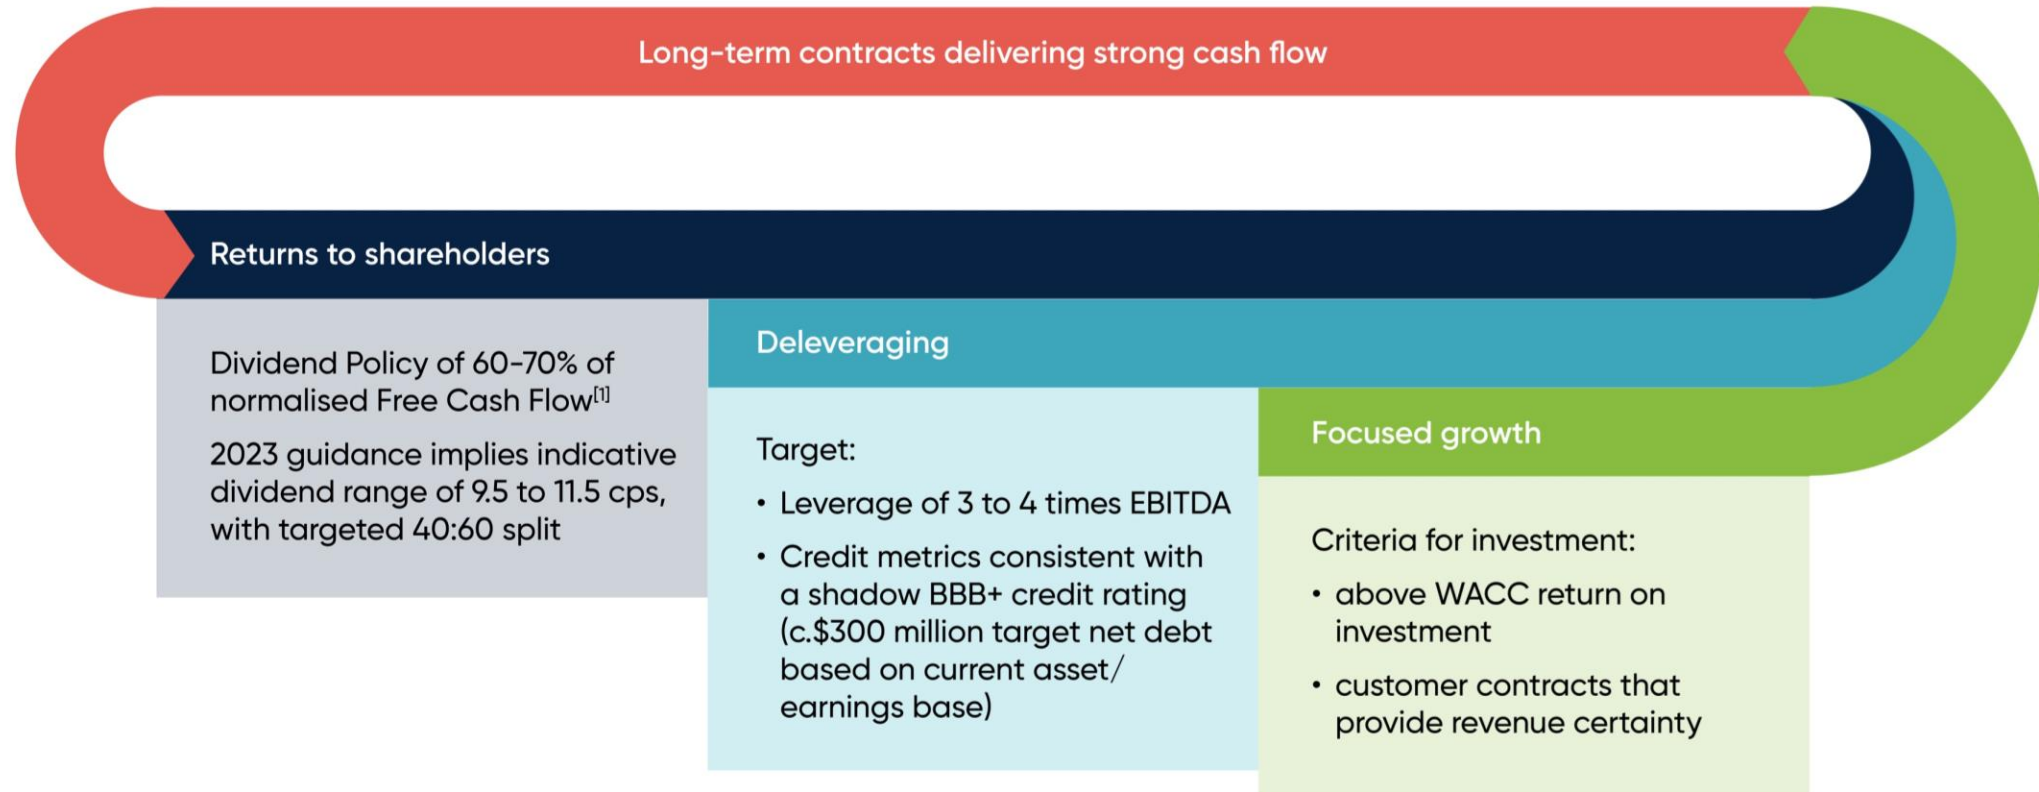 Long-term contracts delivering strong cash flow
Returns to shareholders
Dividend Policy of 60-70% of
normalised Free Cash Flow[1]
2023 guidance implies indicative
dividend range of 9.5 to 11.5 cps,
with targeted 40:60 split
Deleveraging
Target:
• Leverage of 3 to 4 times EBITDA
• Credit metrics consistent with
a shadow BBB+ credit rating
(c.$300 million target net debt
based on current asset/
earnings base)
Focused growth
Criteria for investment:
• above WACC return on
investment
• customer contracts that
provide revenue certainty